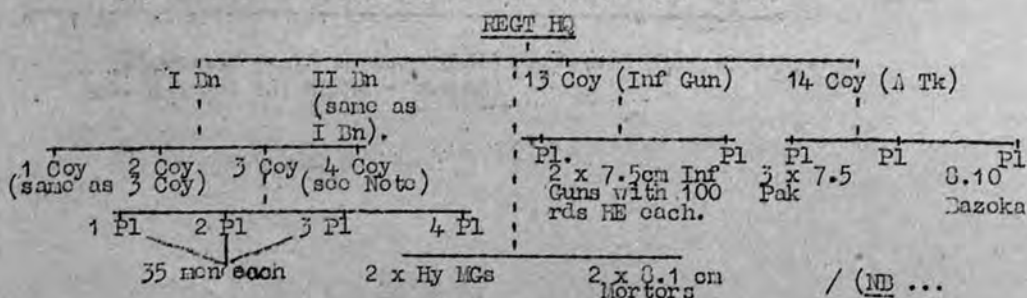 REGT HQ
I Bn II Bn 13 Coy (Inf Gun) 14 Coy (A Tk)
(same as
I Bn).
1 Coy 2 Coy 3 Coy 4 Coy Pl. Pl Pl Pl Pl
(same as 3 Coy) (see Note) 2 x 7.5cm Inf 3 x 7.5 8.10
Guns with 100 Pak Bazoka
rds HE each.
1 Pl 2 Pl 3 Pl 4 Pl
35 men each 2 x Hy MGs 2 x 8.1 cm
Mortors / (NB ...